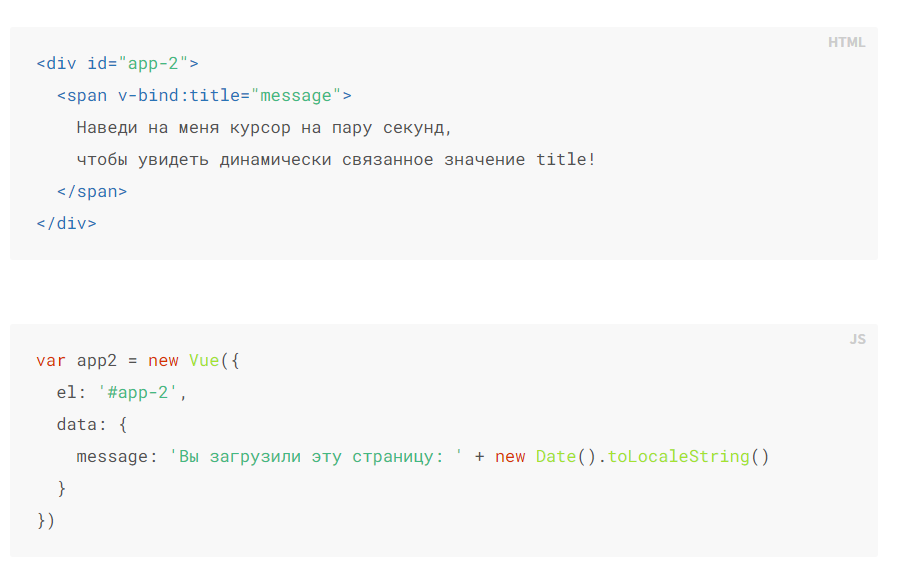 HTML
<div id="app-2">
  <span v-bind:title="message">
    Наведи на меня курсор на пару секунд,
    чтобы увидеть динамически связанное значение title!
  </span>
</div>
JS
var app2 = new Vue({
  el: '#app-2',
  data: {
    message: 'Вы загрузили эту страницу: ' + new Date().toLocaleString()
  }
})